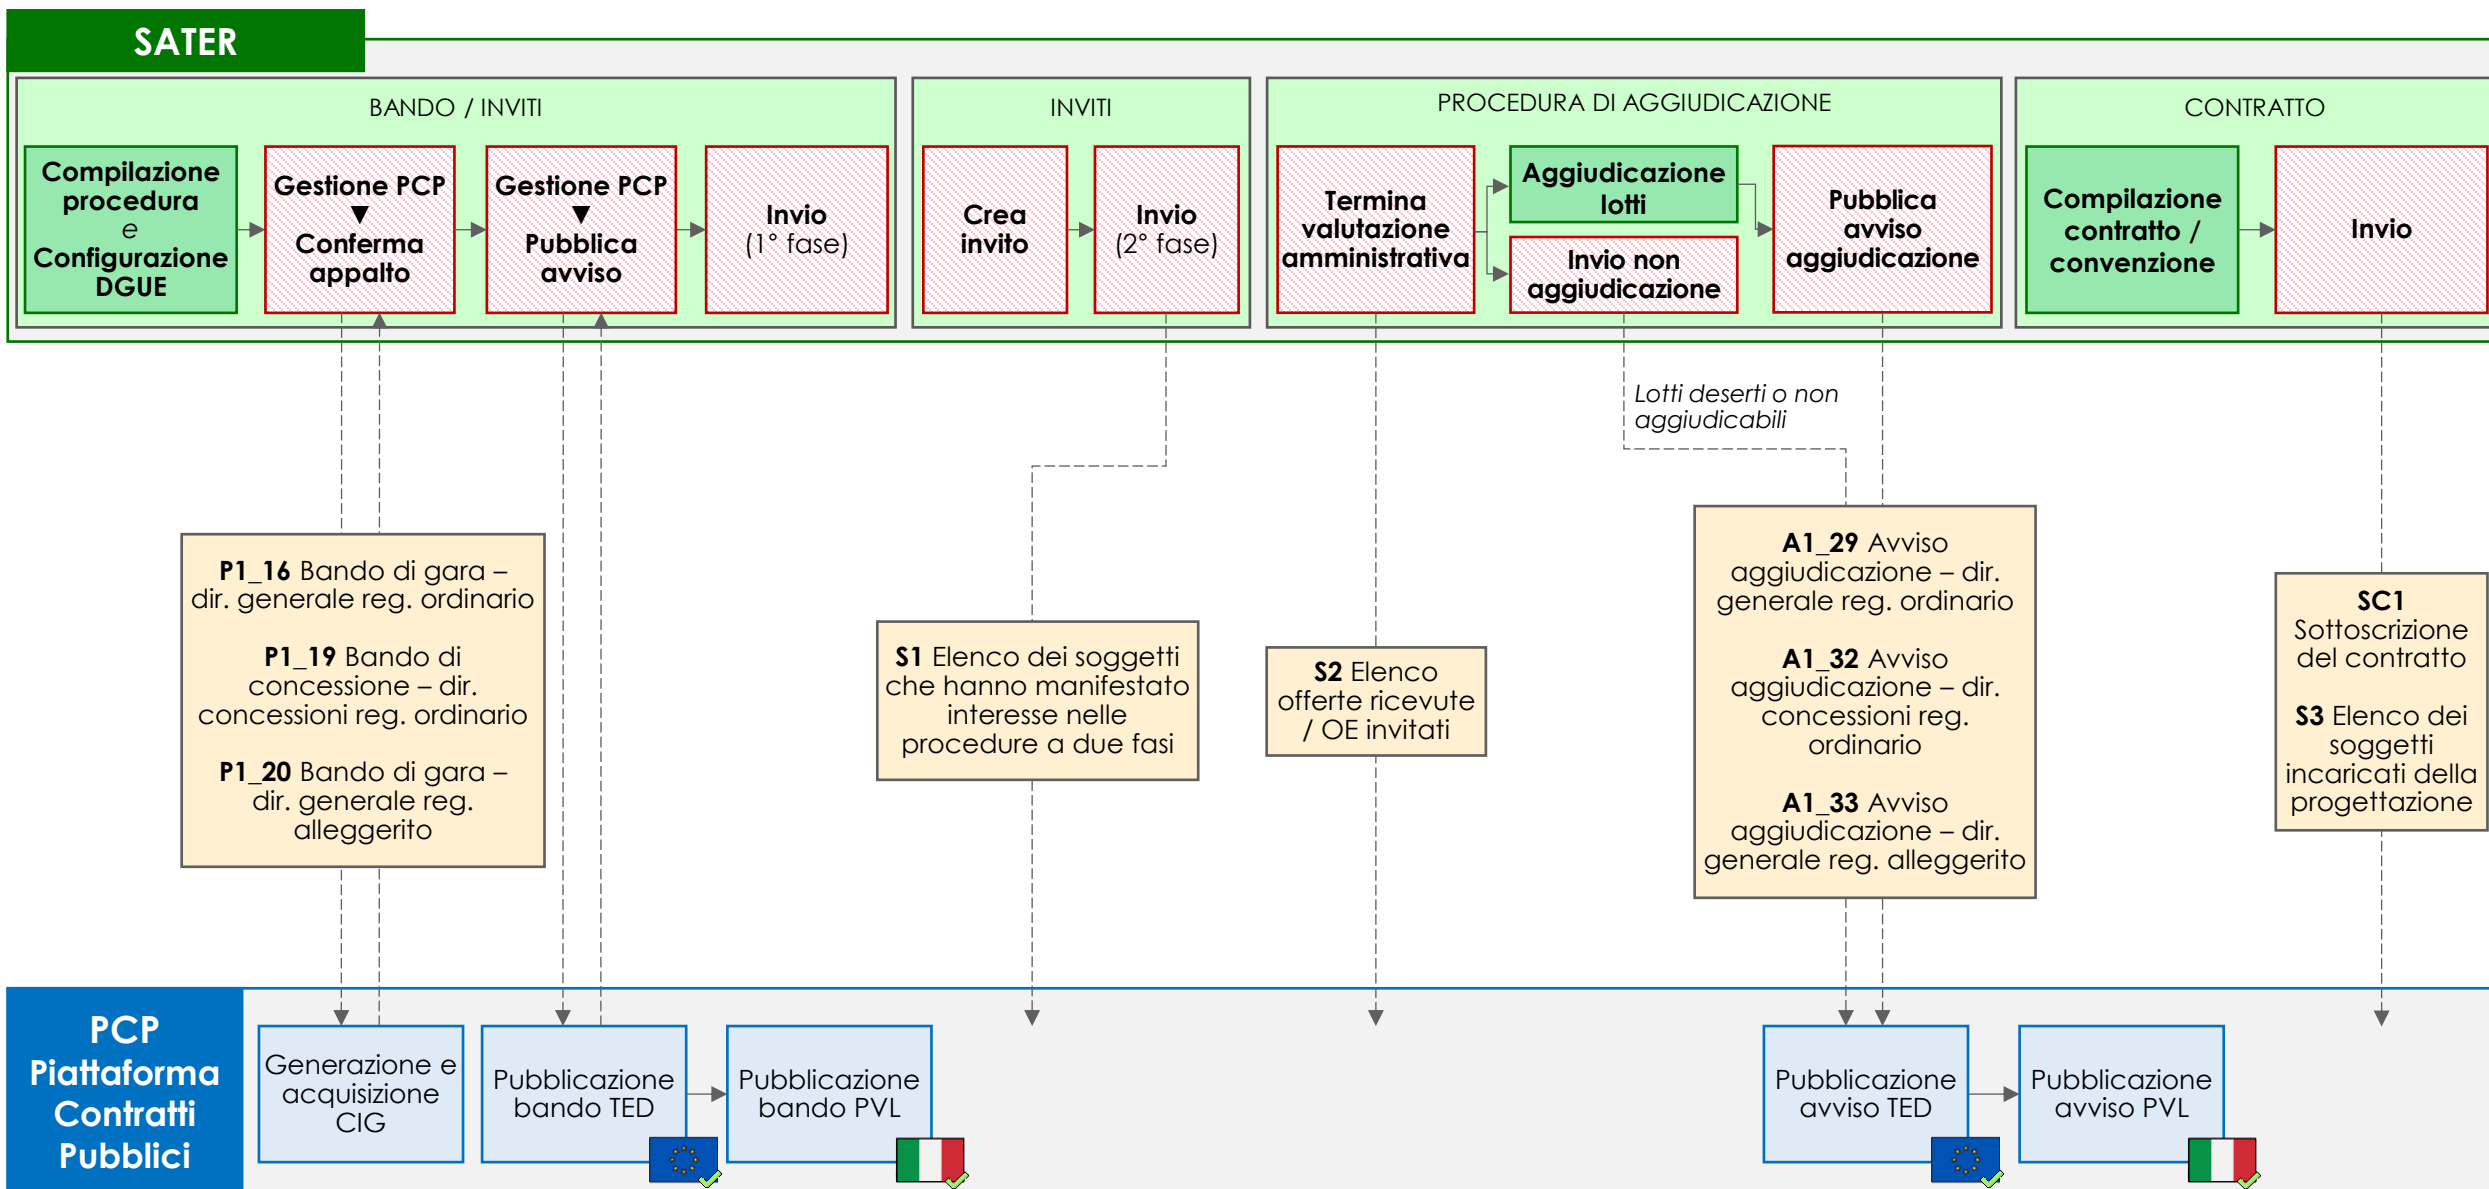 SATER
BANDO / INVITI
Compilazione
procedura
e
Configurazione
DGUE
Gestione PCP
▼
Conferma
appalto
Gestione PCP
▼
Pubblica
avviso
Invio
(1° fase)
INVITI
Crea
invito
Invio
(2° fase)
PROCEDURA DI AGGIUDICAZIONE
Termina
valutazione
amministrativa
Aggiudicazione
lotti
Invio non
aggiudicazione
Pubblica
avviso
aggiudicazione
CONTRATTO
Compilazione
contratto /
convenzione
Invio
Lotti deserti o non
aggiudicabili
P1_16 Bando di gara –
dir. generale reg. ordinario
P1_19 Bando di
concessione – dir.
concessioni reg. ordinario
P1_20 Bando di gara –
dir. generale reg.
alleggerito
S1 Elenco dei soggetti
che hanno manifestato
interesse nelle
procedure a due fasi
S2 Elenco
offerte ricevute
/ OE invitati
A1_29 Avviso
aggiudicazione – dir.
generale reg. ordinario
A1_32 Avviso
aggiudicazione – dir.
concessioni reg.
ordinario
A1_33 Avviso
aggiudicazione – dir.
generale reg. alleggerito
SC1
Sottoscrizione
del contratto
S3 Elenco dei
soggetti
incaricati della
progettazione
PCP
Piattaforma
Contratti
Pubblici
Generazione e
acquisizione
CIG
Pubblicazione
bando TED
Pubblicazione
bando PVL
Pubblicazione
avviso TED
Pubblicazione
avviso PVL